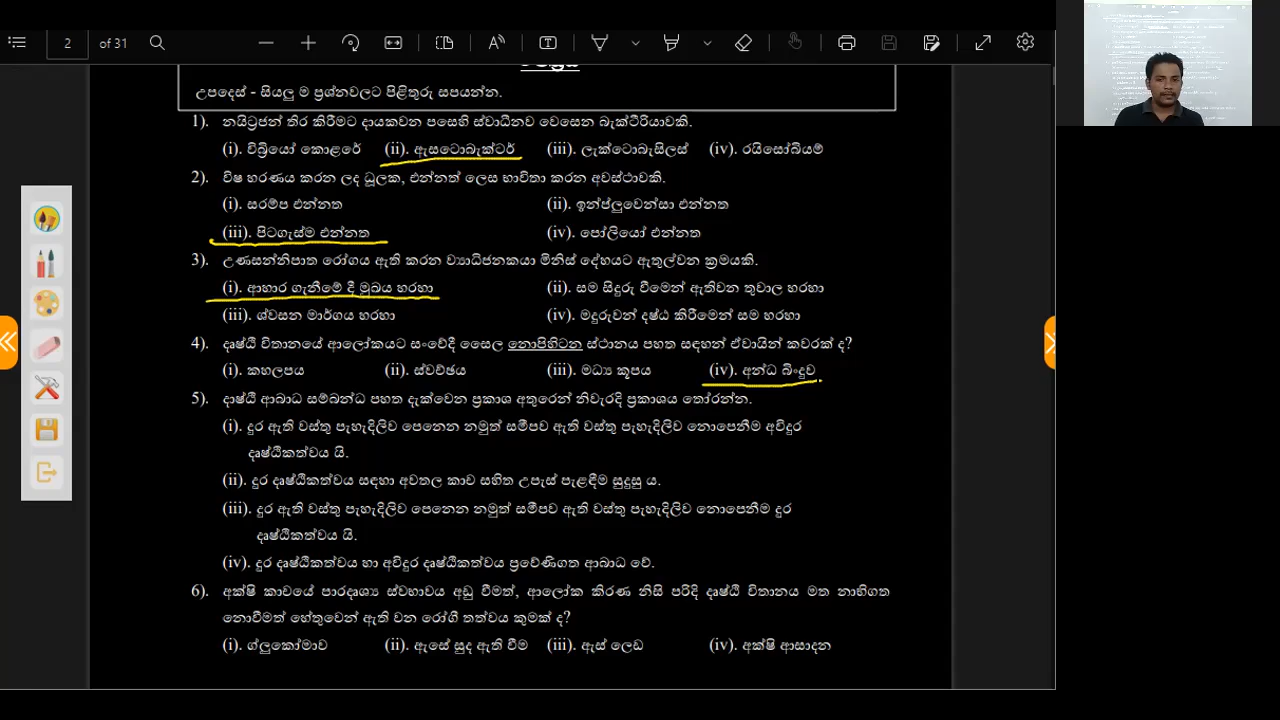 2 of 31
උපදෙස් - සියලු ම ප්‍රශ්නවලට පිළිතුරු සපයන්න.
1). නයිට්‍රජන් තිර කිරීමට දායකවන පසෙහි ස්වාධීනව වෙසෙන බැක්ටීරියාවකි.
(i). විබ්‍රියෝ කොළරේ (ii). ඇසටොබැක්ටර් (iii). ලැක්ටොබැසිලස් (iv). රයිසෝබියම්
2). විෂ හරණය කරන ලද ධූලක, එන්නත් ලෙස භාවිතා කරන අවස්ථාවකි.
(i). සරම්ප එන්නත (ii). ඉන්ප්ලුවෙන්සා එන්නත
(iii). පිටගැස්ම එන්නත (iv). පෝලියෝ එන්නත
3). උණසන්නිපාත රෝගය ඇති කරන ව්‍යාධිජනකයා මිනිස් දේහයට ඇතුල්වන ක්‍රමයකි.
(i). ආහාර ගැනීමේ දී මුඛය හරහා (ii). සම සිදුරු වීමෙන් ඇතිවන තුවාල හරහා
(iii). ශ්වසන මාර්ගය හරහා (iv). මදුරුවන් දෂ්ඨ කිරීමෙන් සම හරහා
4). දෘෂ්ඨි විතානයේ ආලෝකයට සංවේදී සෛල නොපිහිටන ස්ථානය පහත සඳහන් ඒවායින් කවරක් ද?
(i). කහලපය (ii). ස්වච්ඡය (iii). මධ්‍ය කූපය (iv). අන්ධ බිංදුව
5). දෘෂ්ඨි ආබාධ සම්බන්ධ පහත දැක්වෙන ප්‍රකාශ අතුරෙන් නිවැරදි ප්‍රකාශය තෝරන්න.
(i). දුර ඇති වස්තු පැහැදිලිව පෙනෙන නමුත් සමීපව ඇති වස්තු පැහැදිලිව නොපෙනීම අවිදුර
දෘෂ්ඨිකත්වය යි.
(ii). දුර දෘෂ්ඨිකත්වය සඳහා අවතල කාච සහිත උපැස් පැළඳීම සුදුසු ය.
(iii). දුර ඇති වස්තු පැහැදිලිව පෙනෙන නමුත් සමීපව ඇති වස්තු පැහැදිලිව නොපෙනීම දුර
දෘෂ්ඨිකත්වය යි.
(iv). දුර දෘෂ්ඨිකත්වය හා අවිදුර දෘෂ්ඨිකත්වය ප්‍රවේණිගත ආබාධ වේ.
6). අක්ෂි කාචයේ පාරදෘශ්‍ය ස්වභාවය අඩු වීමත්, ආලෝක කිරණ නිසි පරිදි දෘෂ්ඨි විතානය මත නාභිගත
නොවීමත් හේතුවෙන් ඇති වන රෝගී තත්වය කුමක් ද?
(i). ග්ලුකෝමාව (ii). ඇසේ සුද ඇති වීම (iii). ඇස් ලෙඩ (iv). අක්ෂි ආසාදන